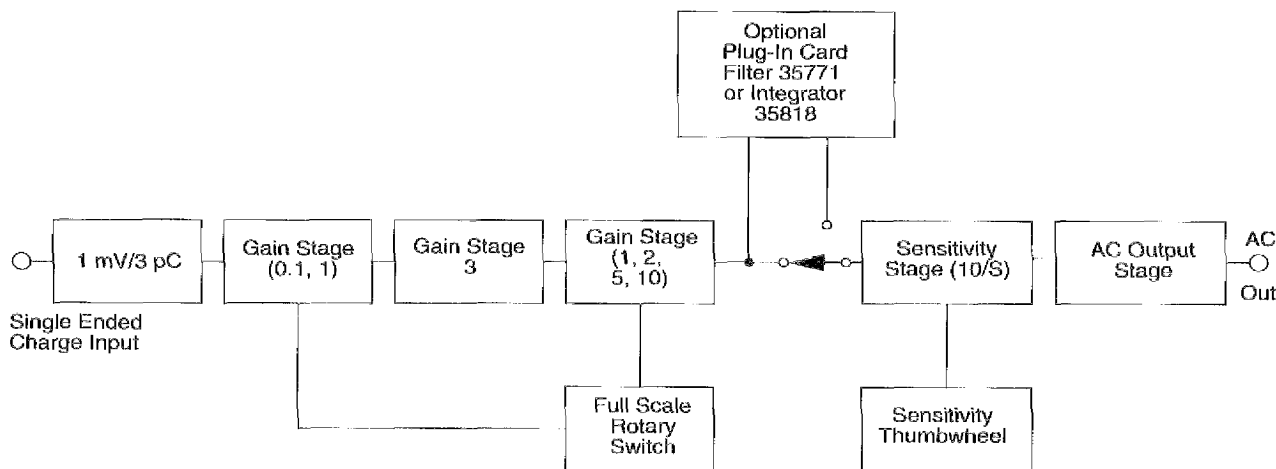 Optional
Plug-In Card
Filter 35771
or Integrator
35818
1 mV/3 pC
Gain Stage
(0.1, 1)
Gain Stage
3
Gain Stage
(1, 2,
5, 10)
Sensitivity
Stage (10/S)
AC Output
Stage
AC
Out
Single Ended
Charge Input
Full Scale
Rotary
Switch
Sensitivity
Thumbwheel